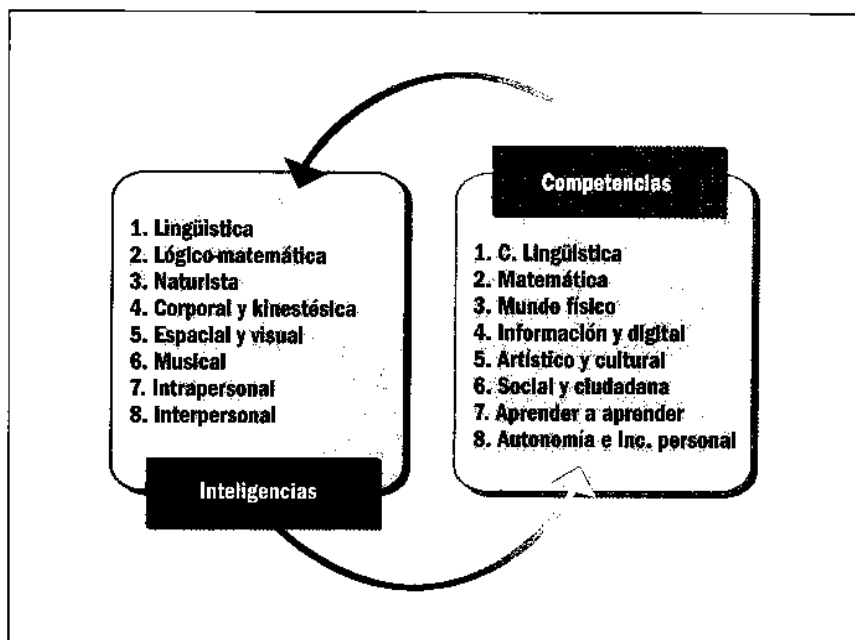 1. Lingüistica
2. Lógico-matemática
3. Naturista
4. Corporal y kinestésica
5. Espacial y visual
6. Musical
7. Intrapersonal
8. Interpersonal
Inteligencias
Competencias
1. C. Lingüística
2. Matemática
3. Mundo físico
4. Información y digital
5. Artístico y cultural
6. Social y ciudadana
7. Aprender a aprender
8. Autonomía e Inc. personal